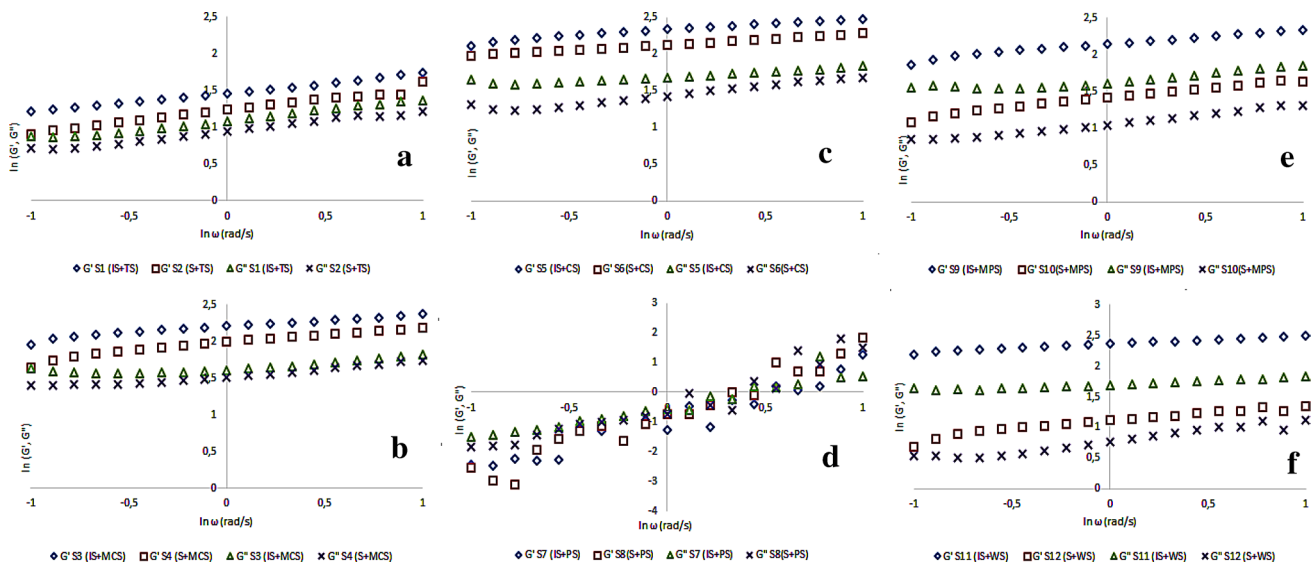 2,5
2
1,5
1
0,5
0
-1
-0,5
0
0,5
1
ln (G', G'')
ln ω (rad/s)
a
G' S1 (IS+TS) G' S2 (S+TS) G'' S1 (IS+TS) G'' S2 (S+TS)
2,5
2
1,5
1
0,5
0
-1
-0,5
0
0,5
1
ln (G', G'')
ln ω (rad/s)
c
G' S5 (IS+CS) G' S6(S+CS) G'' S5 (IS+CS) G'' S6(S+CS)
2,5
2
1,5
1
0,5
0
-1
-0,5
0
0,5
1
ln (G', G'')
ln ω (rad/s)
e
G' S9 (IS+MPS) G' S10(S+MPS) G'' S9 (IS+MPS) G'' S10(S+MPS)
2,5
2
1,5
1
0,5
0
-1
-0,5
0
0,5
1
ln (G', G'')
ln ω (rad/s)
b
G' S3 (IS+MCS) G' S4 (S+MCS) G'' S3 (IS+MCS) G'' S4 (S+MCS)
3
2
1
0
-1
-2
-3
-4
-1
-0,5
0
0,5
1
ln (G', G'')
ln ω (rad/s)
d
G' S7 (IS+PS) G' S8(S+PS) G'' S7 (IS+PS) G'' S8(S+PS)
3
2,5
2
1,5
1
0,5
0
-1
-0,5
0
0,5
1
ln (G', G'')
ln ω (rad/s)
f
G' S11 (IS+WS) G' S12 (S+WS) G'' S11 (IS+WS) G'' S12 (S+WS)